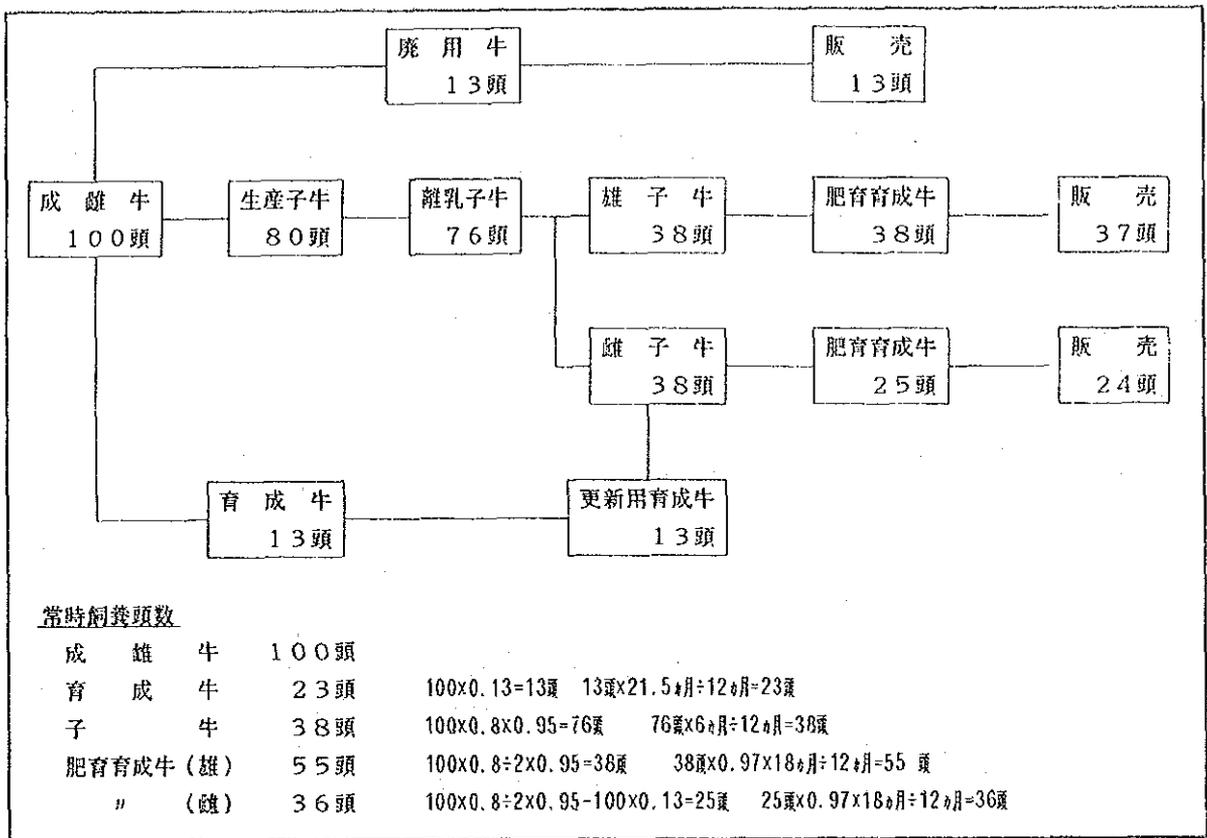 廃用牛
13頭
販売
13頭
成雌牛
100頭
生産子牛
80頭
離乳子牛
76頭
雄子牛
38頭
肥育育成牛
38頭
販売
37頭
雌子牛
38頭
肥育育成牛
25頭
販売
24頭
育成牛
13頭
更新用育成牛
13頭
常時飼養頭数
成雄牛 100頭
育成牛 23頭 100x0.13=13頭 13頭x21.5ヵ月÷12ヵ月=23頭
子牛 38頭 100x0.8x0.95=76頭 76頭x6ヵ月÷12ヵ月=38頭
肥育育成牛(雄) 55頭 100x0.8÷2x0.95=38頭 38頭x0.97x18ヵ月÷12ヵ月=55 頭
〃 (雌) 36頭 100x0.8÷2x0.95-100x0.13=25頭 25頭x0.97x18ヵ月÷12ヵ月=36頭